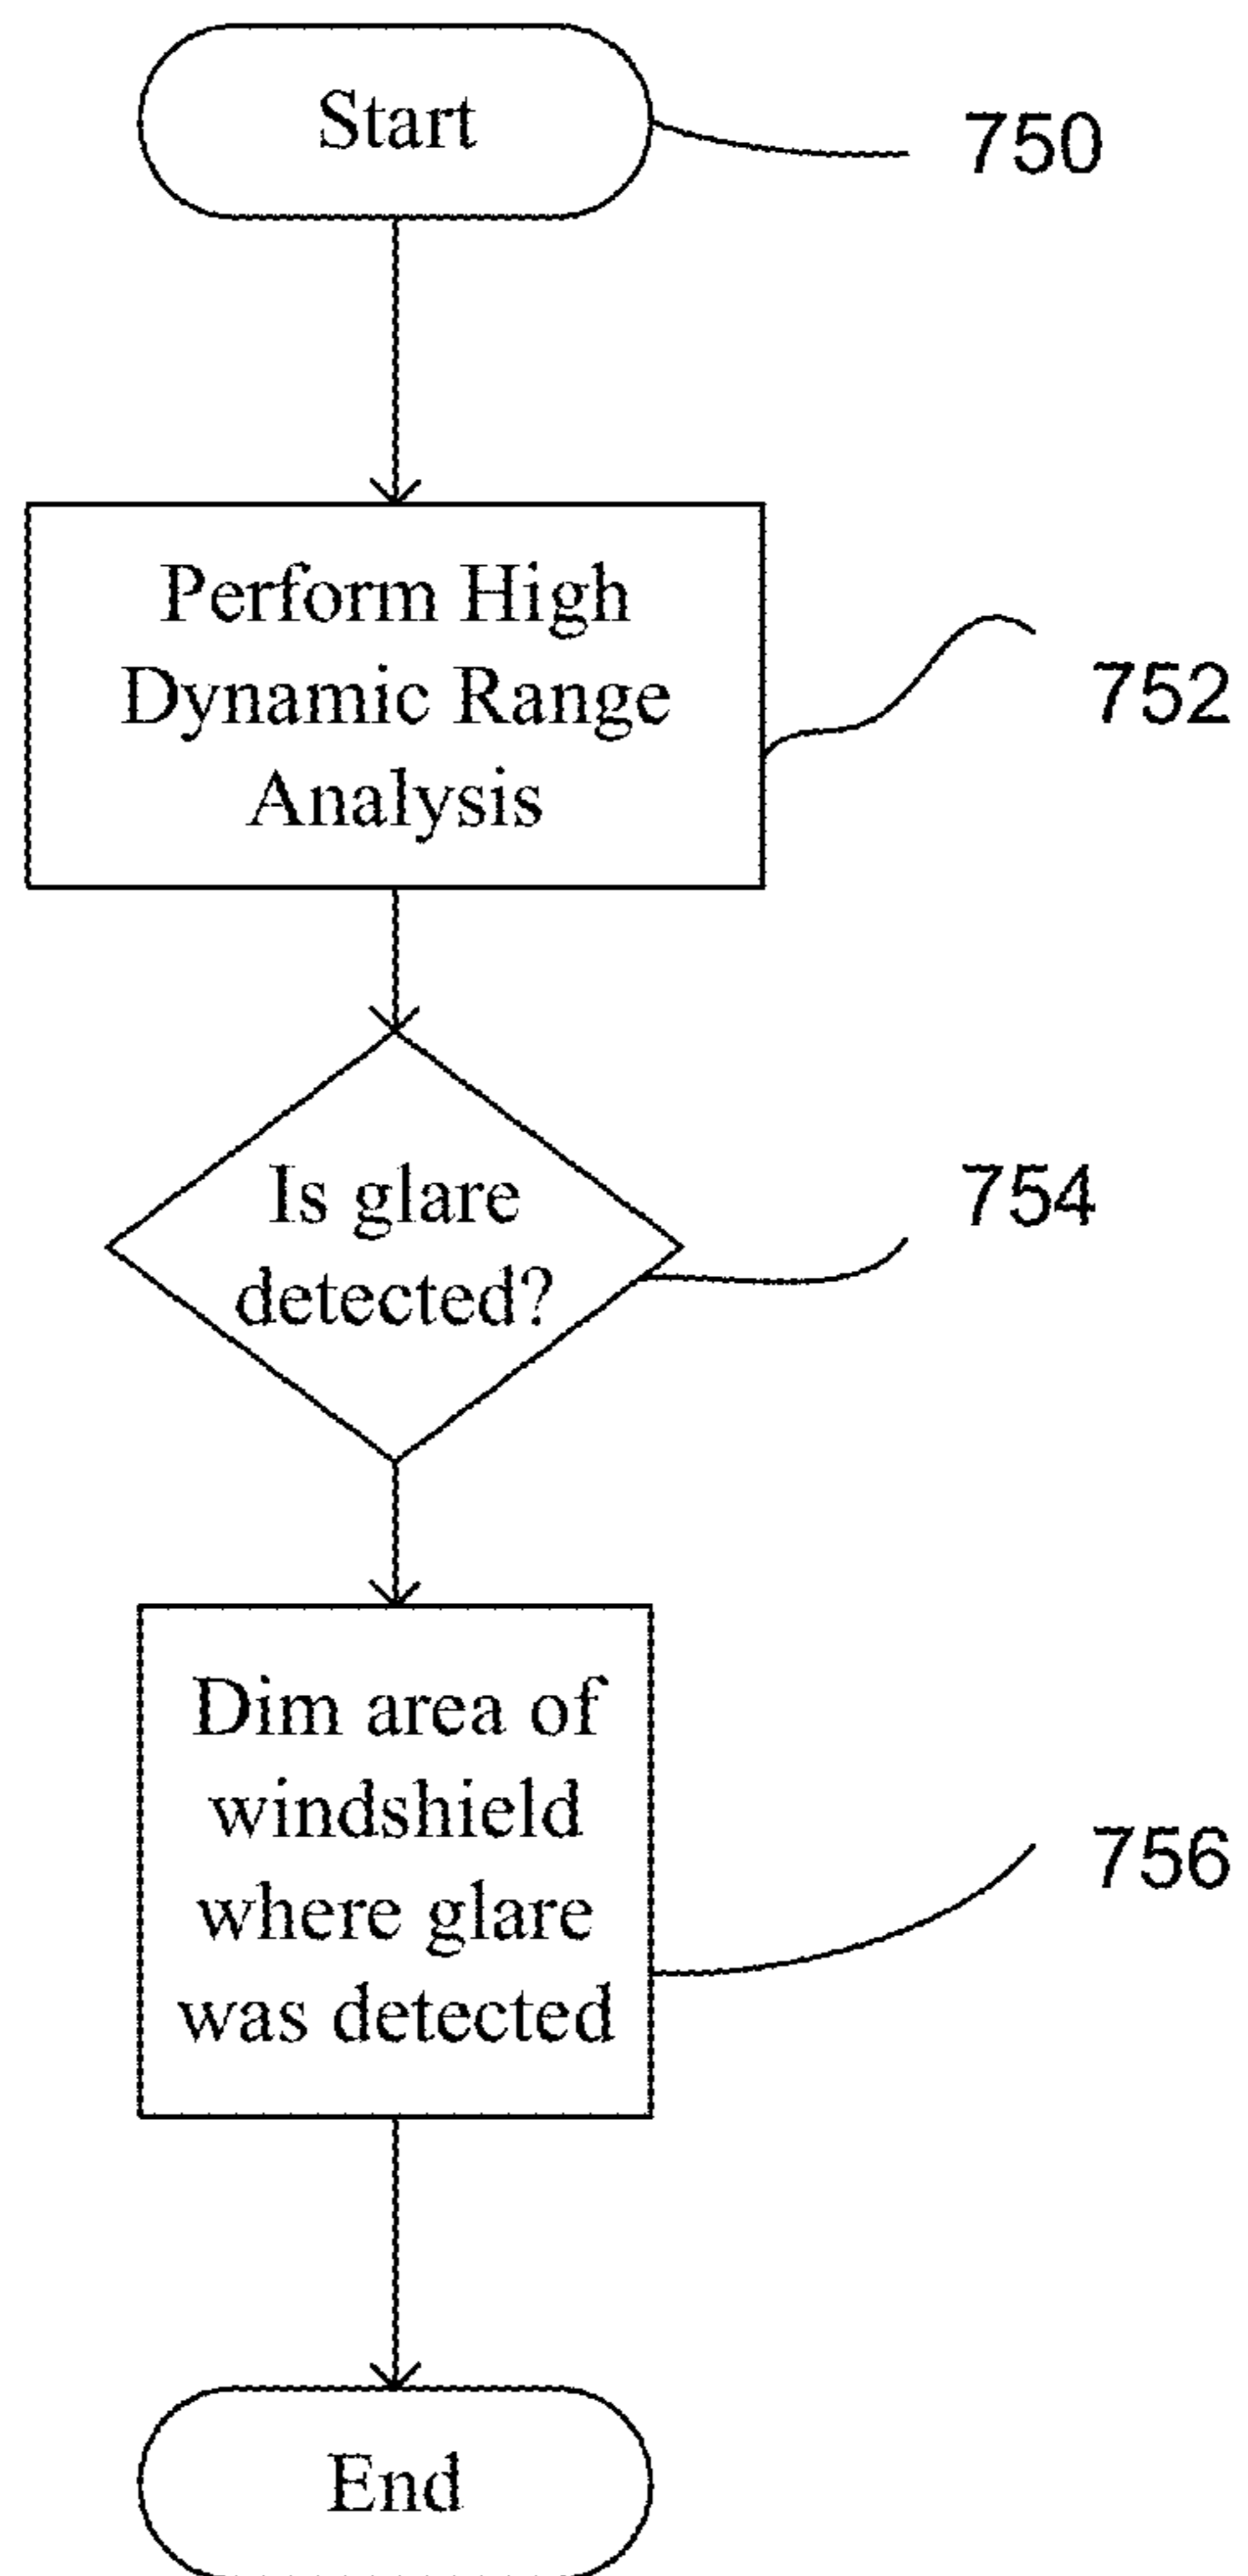 Start
750
Perform High
Dynamic Range
Analysis
752
Is glare
detected?
754
Dim area of
windshield
where glare
was detected
756
End